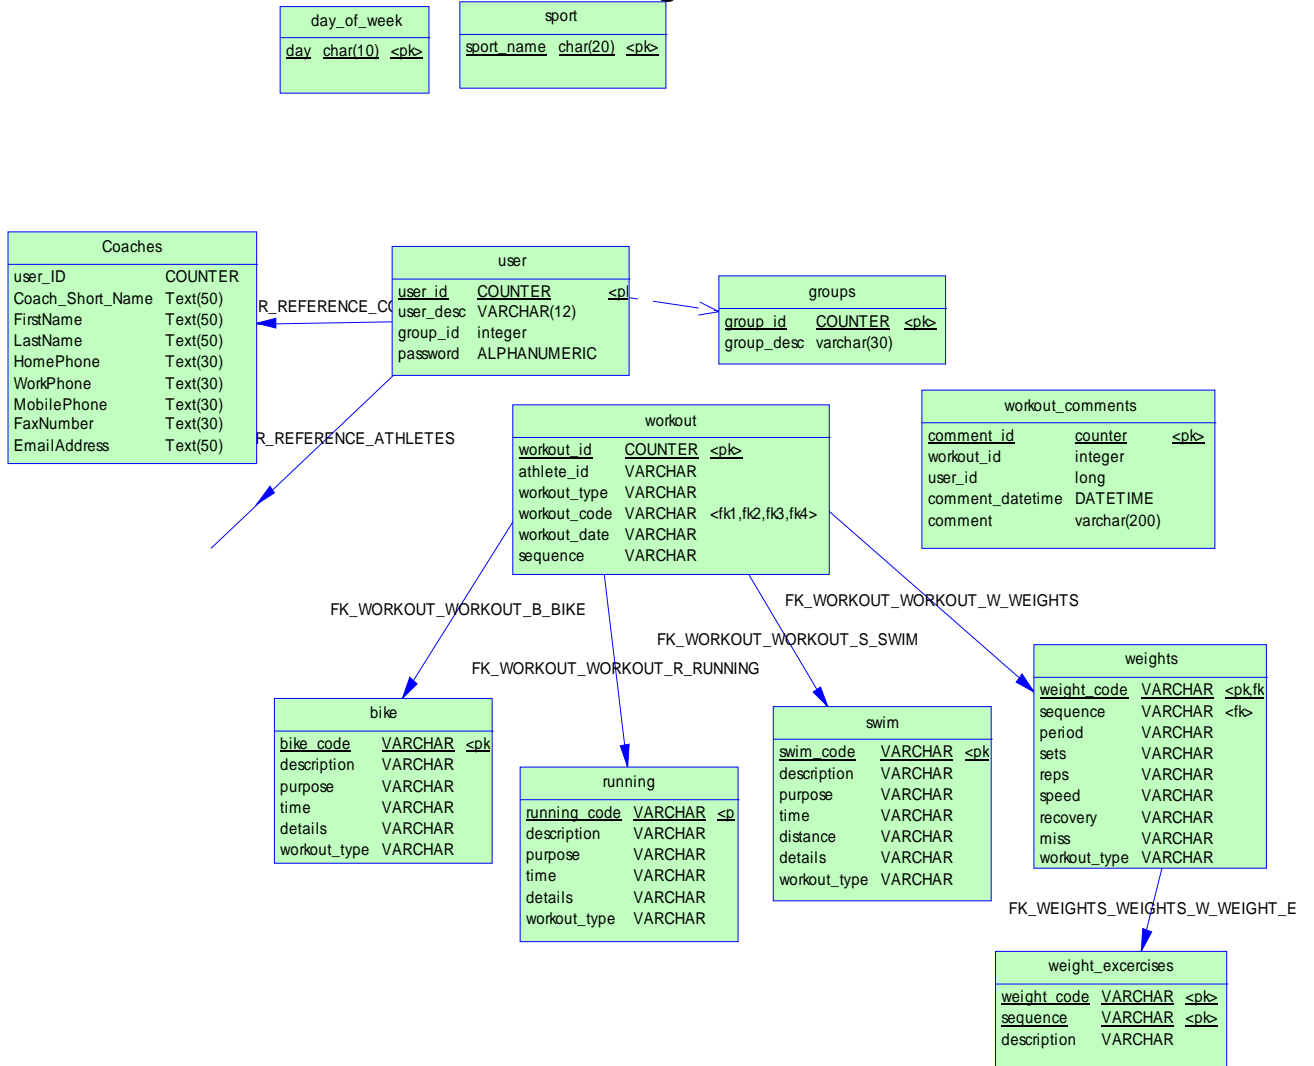 day_of_week
day char(10) <pk>
sport
sport_name char(20) <pk>
Coaches
user_ID COUNTER
Coach_Short_Name Text(50)
FirstName Text(50)
LastName Text(50)
HomePhone Text(30)
WorkPhone Text(30)
MobilePhone Text(30)
FaxNumber Text(30)
EmailAddress Text(50)
R_REFERENCE_CO
R_REFERENCE_ATHLETES
user
user_id COUNTER <pl
user_desc VARCHAR(12)
group_id integer
password ALPHANUMERIC
groups
group_id COUNTER <pk>
group_desc varchar(30)
workout
workout_id COUNTER <pk>
athlete_id VARCHAR
workout_type VARCHAR
workout_code VARCHAR <fk1,fk2,fk3,fk4>
workout_date VARCHAR
sequence VARCHAR
workout_comments
comment_id counter <pk>
workout_id integer
user_id long
comment_datetime DATETIME
comment varchar(200)
FK_WORKOUT_WORKOUT_B_BIKE
FK_WORKOUT_WORKOUT_R_RUNNING
FK_WORKOUT_WORKOUT_S_SWIM
FK_WORKOUT_WORKOUT_W_WEIGHTS
bike
bike_code VARCHAR <pk
description VARCHAR
purpose VARCHAR
time VARCHAR
details VARCHAR
workout_type VARCHAR
running
running_code VARCHAR <p
description VARCHAR
purpose VARCHAR
time VARCHAR
details VARCHAR
workout_type VARCHAR
swim
swim_code VARCHAR <pk
description VARCHAR
purpose VARCHAR
time VARCHAR
distance VARCHAR
details VARCHAR
workout_type VARCHAR
weights
weight_code VARCHAR <pk,fk
sequence VARCHAR <fk>
period VARCHAR
sets VARCHAR
reps VARCHAR
speed VARCHAR
recovery VARCHAR
miss VARCHAR
workout_type VARCHAR
FK_WEIGHTS_WEIGHTS_W_WEIGHT_E
weight_excercises
weight_code VARCHAR <pk>
sequence VARCHAR <pk>
description VARCHAR